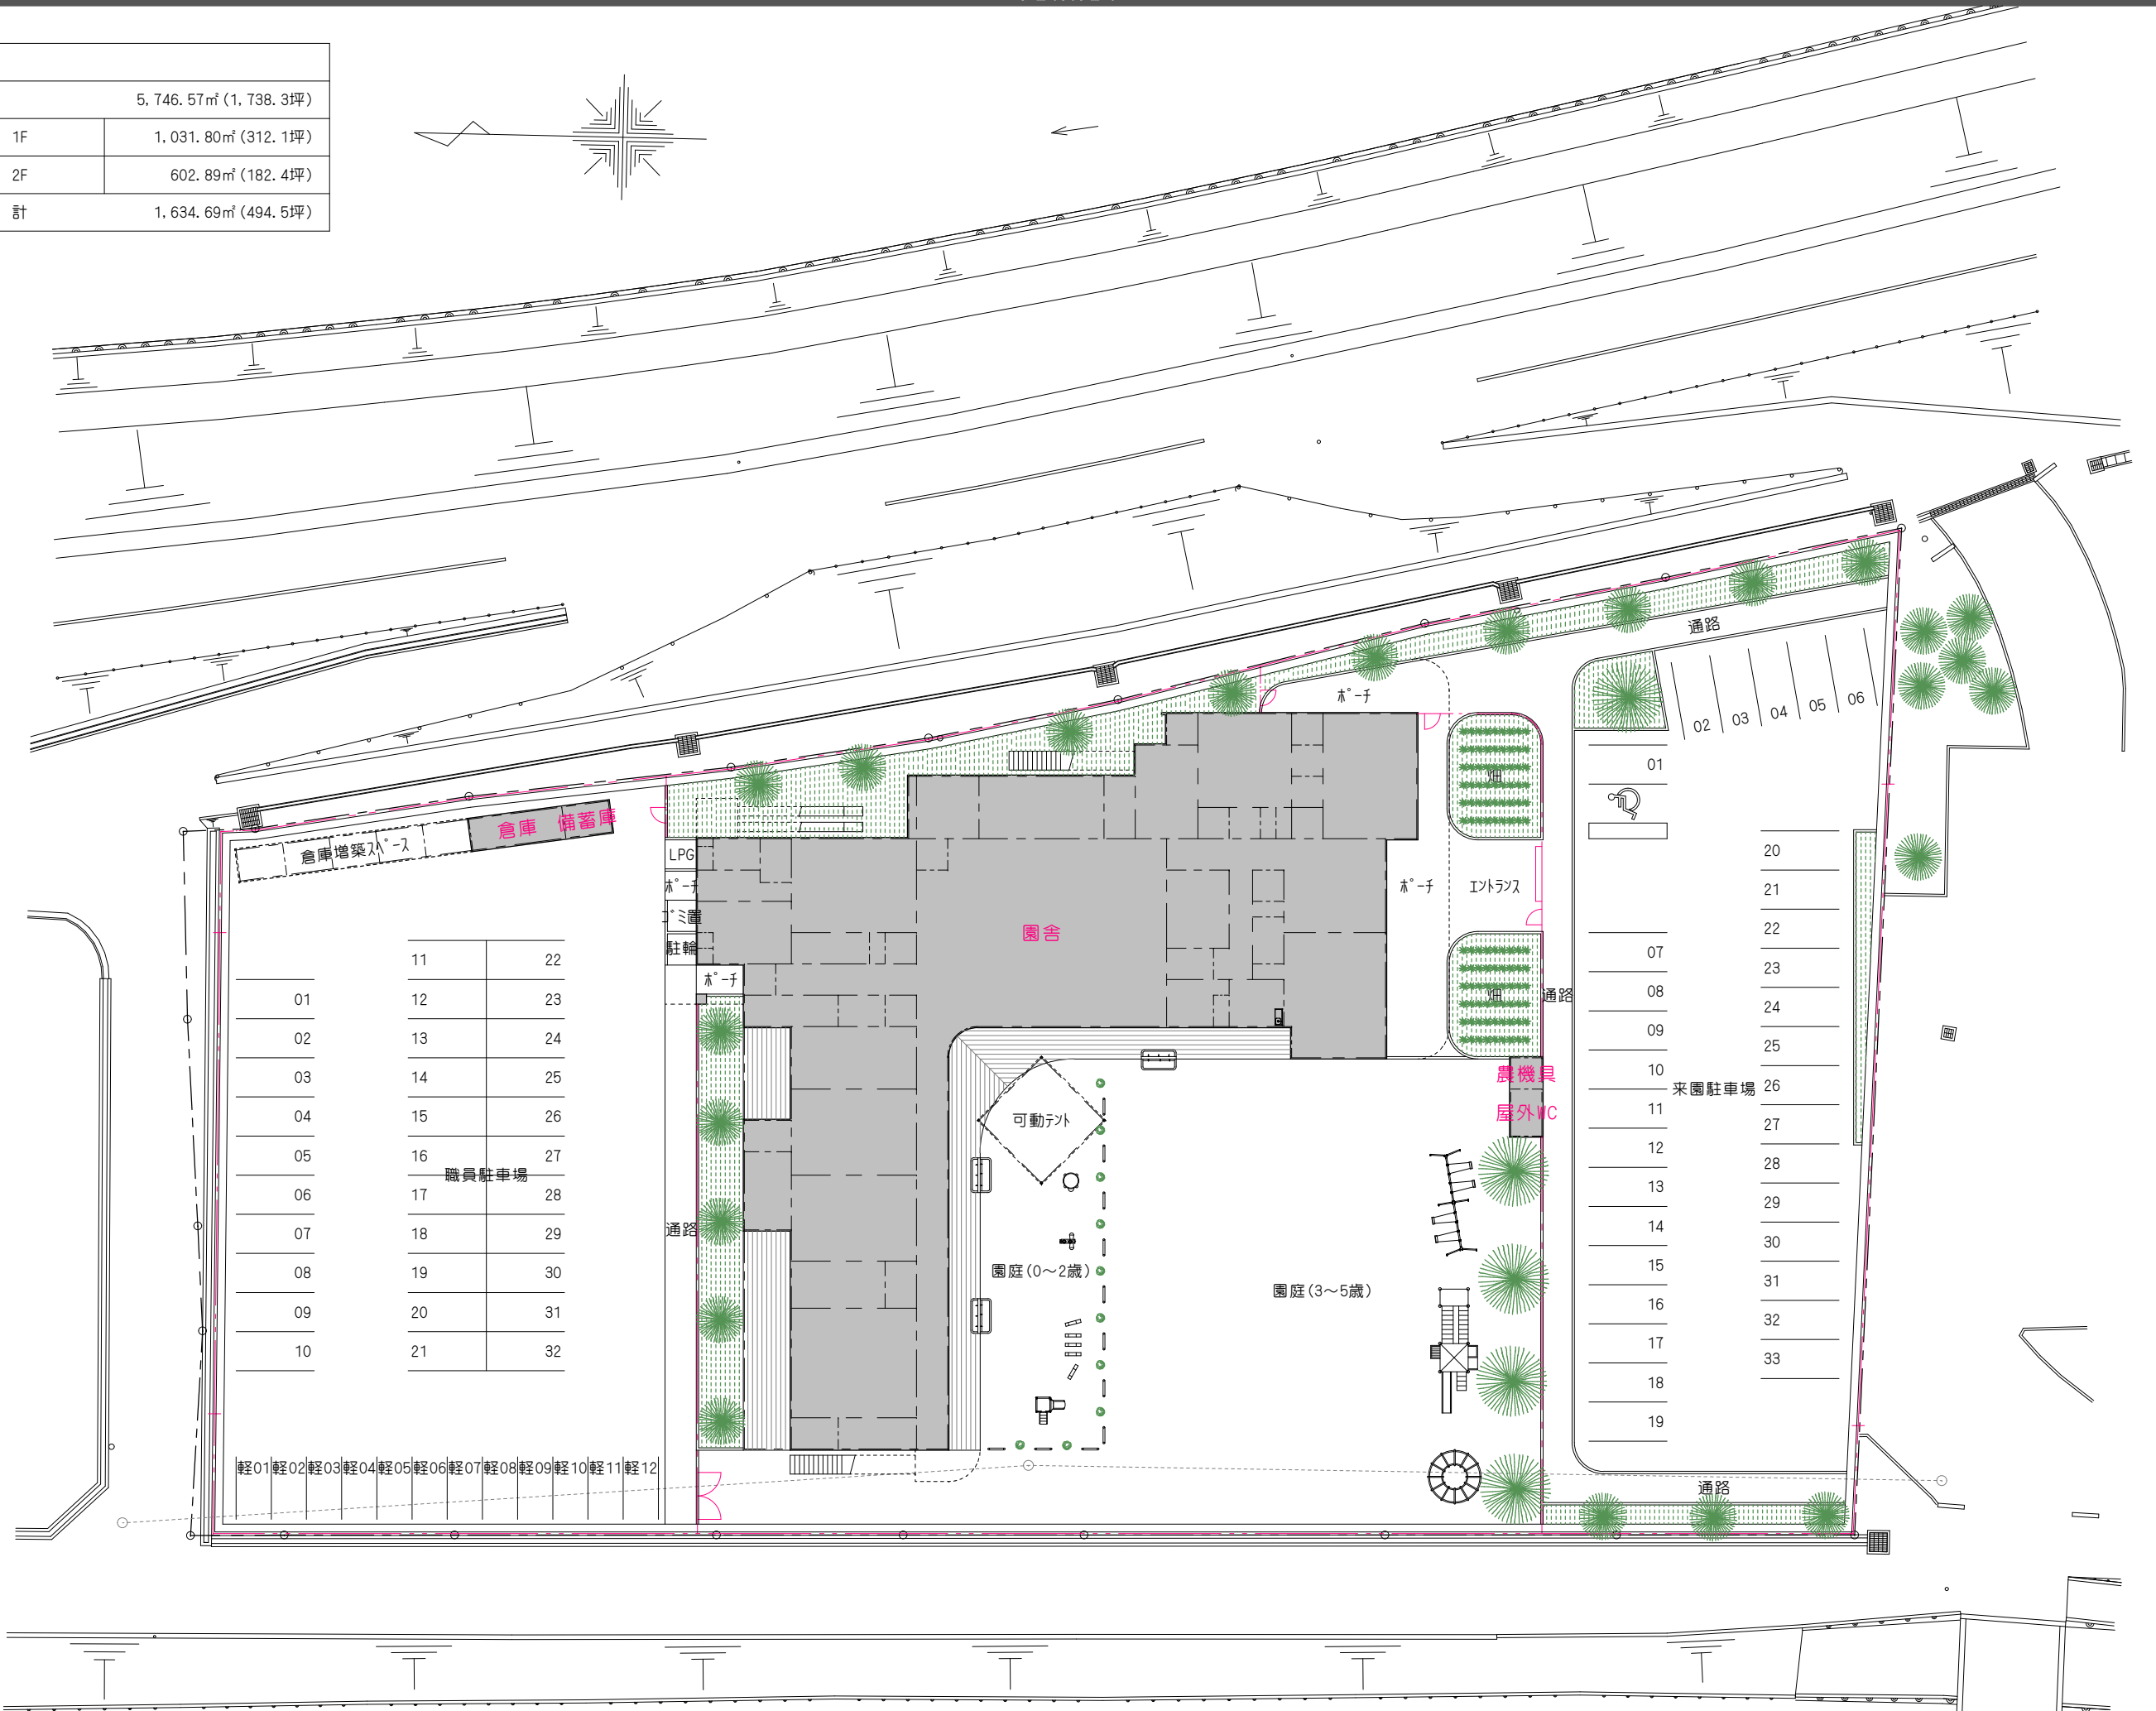 5,746.57㎡(1,738.3坪)
1F 1,031.80㎡(312.1坪)
2F 602.89㎡(182.4坪)
計 1,634.69㎡(494.5坪)
通路
ポーチ
02 03 04 05 06
01
畑
倉庫 備蓄庫
倉庫増築スペース
LPG
ポーチ
ゴミ置
駐輪
ポーチ
園舎
ポーチ
エントランス
畑
通路
農機具
屋外WC
来園駐車場
07
08
09
10
11
12
13
14
15
16
17
18
19
20
21
22
23
24
25
26
27
28
29
30
31
32
33
01
02
03
04
05
06
07
08
09
10
11 22
12 23
13 24
14 25
15 26
16 27
職員駐車場
17 28
18 29
19 30
20 31
21 32
通路
可動テント
園庭(0～2歳)
園庭(3～5歳)
軽01 軽02 軽03 軽04 軽05 軽06 軽07 軽08 軽09 軽10 軽11 軽12
通路